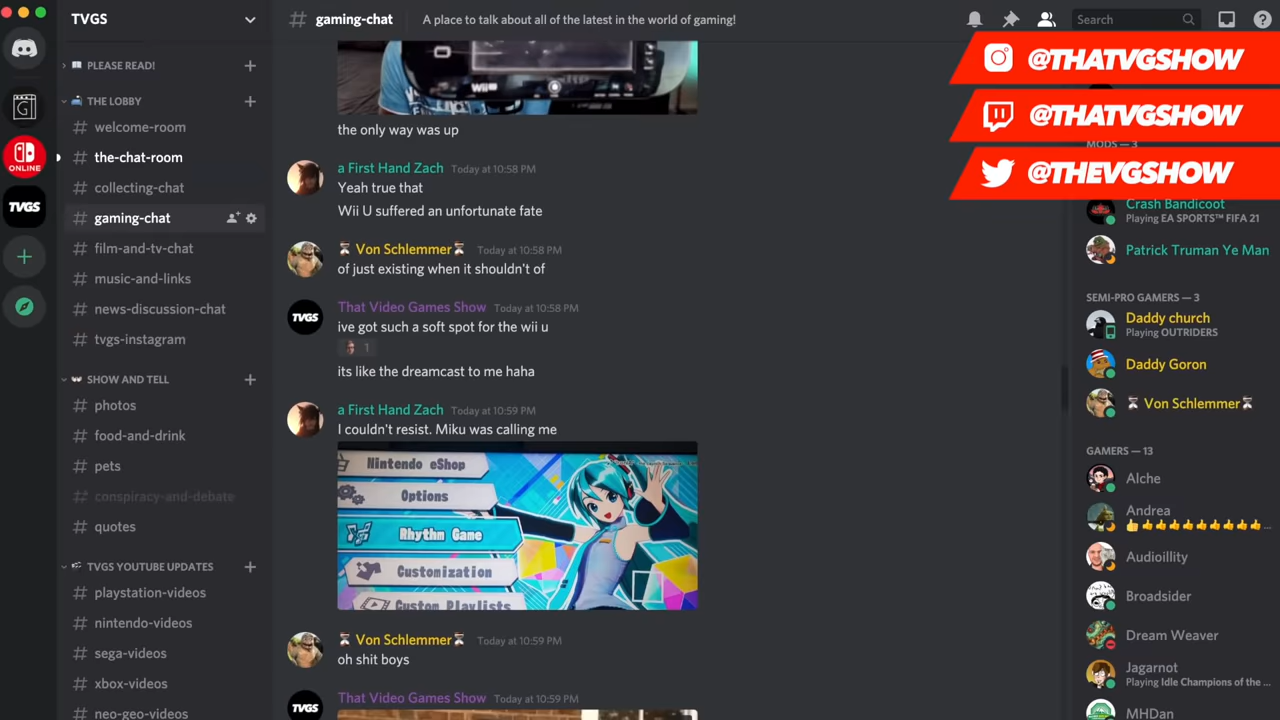 TVGS
gaming-chat
A place to talk about all of the latest in the world of gaming!
Search
@THATVGSHOW
@THATVGSHOW
@THEVGSHOW
PLEASE READ!
THE LOBBY
welcome-room
the-chat-room
collecting-chat
gaming-chat
film-and-tv-chat
music-and-links
news-discussion-chat
tvgs-instagram
SHOW AND TELL
photos
food-and-drink
pets
conspiracy-and-debate
quotes
TVGS YOUTUBE UPDATES
playstation-videos
nintendo-videos
sega-videos
xbox-videos
neo-geo-videos
ONLINE
TVGS
Wii U
the only way was up
a First Hand Zach Today at 10:58 PM
Yeah true that
Wii U suffered an unfortunate fate
Von Schlemmer Today at 10:58 PM
of just existing when it shouldn't of
TVGS
That Video Games Show Today at 10:58 PM
ive got such a soft spot for the wii u
1
its like the dreamcast to me haha
a First Hand Zach Today at 10:59 PM
I couldn't resist. Miku was calling me
Nintendo eShop
Options
Rhythm Game
Customization
Custom Playlists
Von Schlemmer Today at 10:59 PM
oh shit boys
TVGS
That Video Games Show Today at 10:59 PM
MODS — 3
Crash Bandicoot
Playing EA SPORTS™ FIFA 21
Patrick Truman Ye Man
SEMI-PRO GAMERS — 3
Daddy church
Playing OUTRIDERS
Daddy Goron
Von Schlemmer
GAMERS — 13
Alche
Andrea
Audioillity
Broadsider
Dream Weaver
Jagarnot
Playing Idle Champions of the ...
MHDan